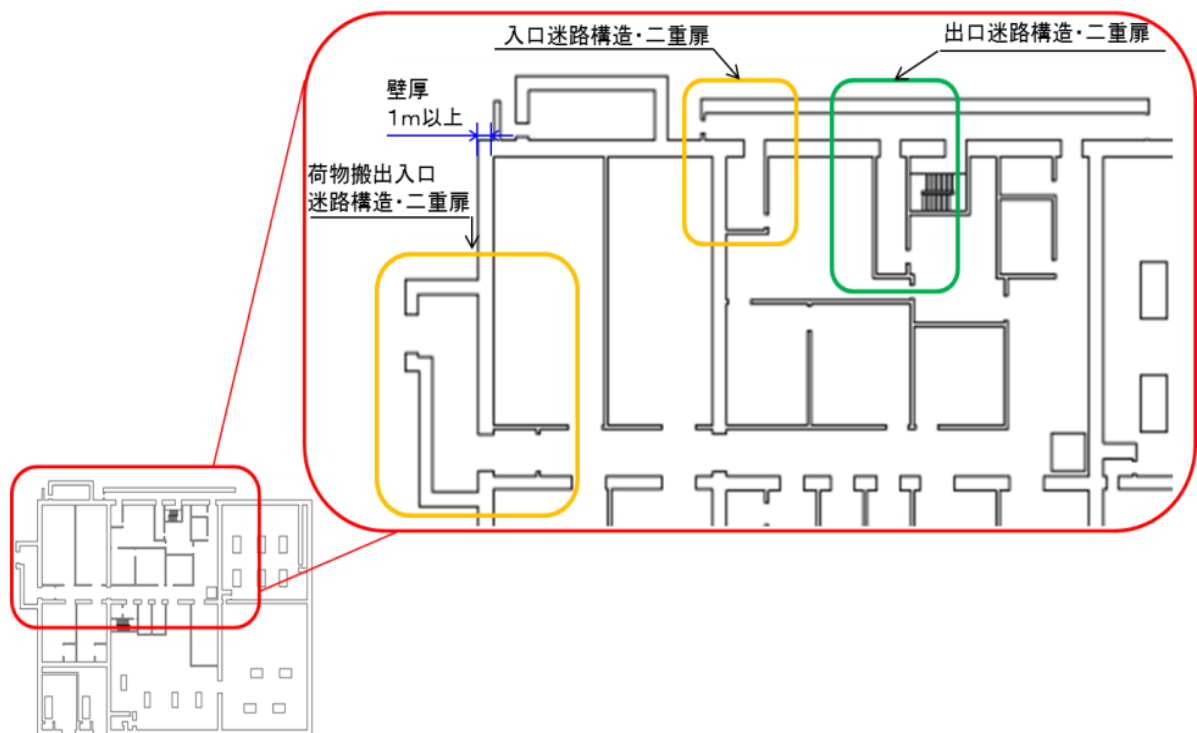 入口迷路構造・二重扉
出口迷路構造・二重扉
壁厚
1m以上
荷物搬出入口
迷路構造・二重扉